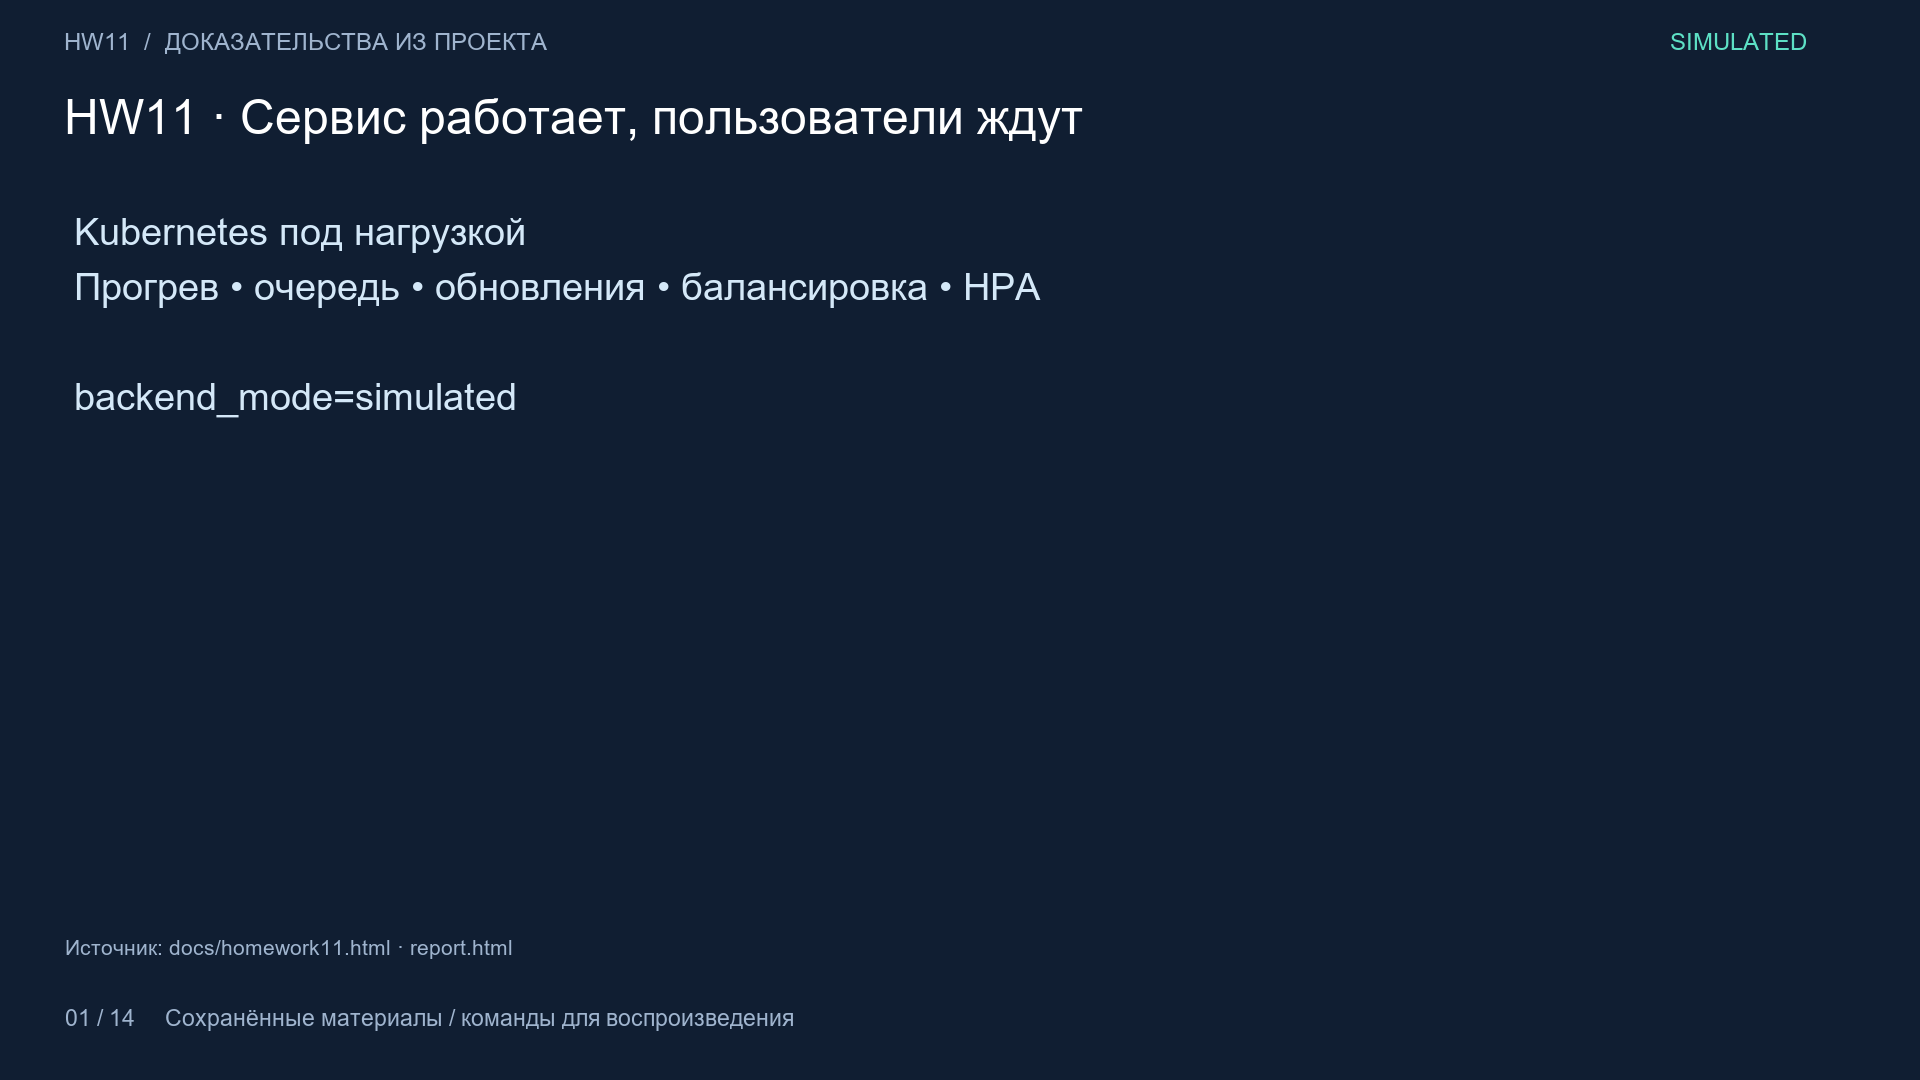 HW11 / ДОКАЗАТЕЛЬСТВА ИЗ ПРОЕКТА
SIMULATED
HW11 · Сервис работает, пользователи ждут
Kubernetes под нагрузкой
Прогрев • очередь • обновления • балансировка • HPA
backend_mode=simulated
Источник: docs/homework11.html · report.html
01 / 14 Сохранённые материалы / команды для воспроизведения